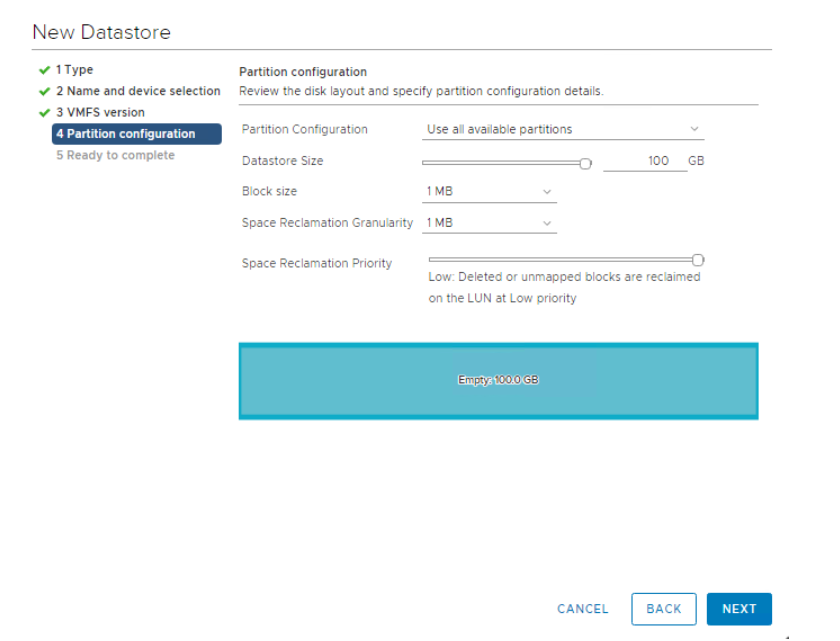 New Datastore
1 Type
2 Name and device selection
3 VMFS version
4 Partition configuration
5 Ready to complete
Partition configuration
Review the disk layout and specify partition configuration details.
Partition Configuration Use all available partitions
Datastore Size 100 GB
Block size 1 MB
Space Reclamation Granularity 1 MB
Space Reclamation Priority
Low: Deleted or unmapped blocks are reclaimed
on the LUN at Low priority
Empty: 100.0 GB
CANCEL BACK NEXT